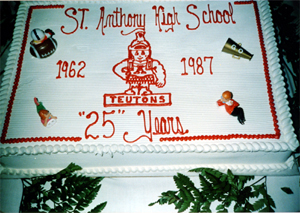 St. Anthony High School
1962 1987
TEUTONS
"25" Years